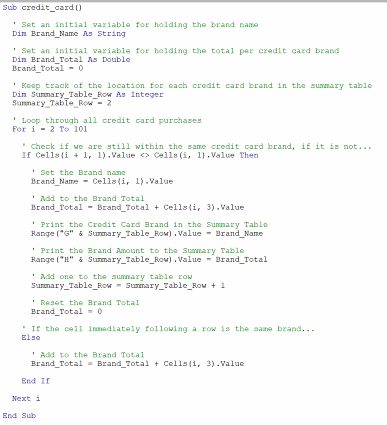 Sub credit_card()
' Set an initial variable for holding the brand name
Dim Brand_Name As String
' Set an initial variable for holding the total per credit card brand
Dim Brand_Total As Double
Brand_Total = 0
' Keep track of the location for each credit card brand in the summary table
Dim Summary_Table_Row As Integer
Summary_Table_Row = 2
' Loop through all credit card purchases
For i = 2 To 101
' Check if we are still within the same credit card brand, if it is not...
If Cells(i + 1, 1).Value <> Cells(i, 1).Value Then
' Set the Brand name
Brand_Name = Cells(i, 1).Value
' Add to the Brand Total
Brand_Total = Brand_Total + Cells(i, 3).Value
' Print the Credit Card Brand in the Summary Table
Range("G" & Summary_Table_Row).Value = Brand_Name
' Print the Brand Amount to the Summary Table
Range("H" & Summary_Table_Row).Value = Brand_Total
' Add one to the summary table row
Summary_Table_Row = Summary_Table_Row + 1
' Reset the Brand Total
Brand_Total = 0
' If the cell immediately following a row is the same brand...
Else
' Add to the Brand Total
Brand_Total = Brand_Total + Cells(i, 3).Value
End If
Next i
End Sub